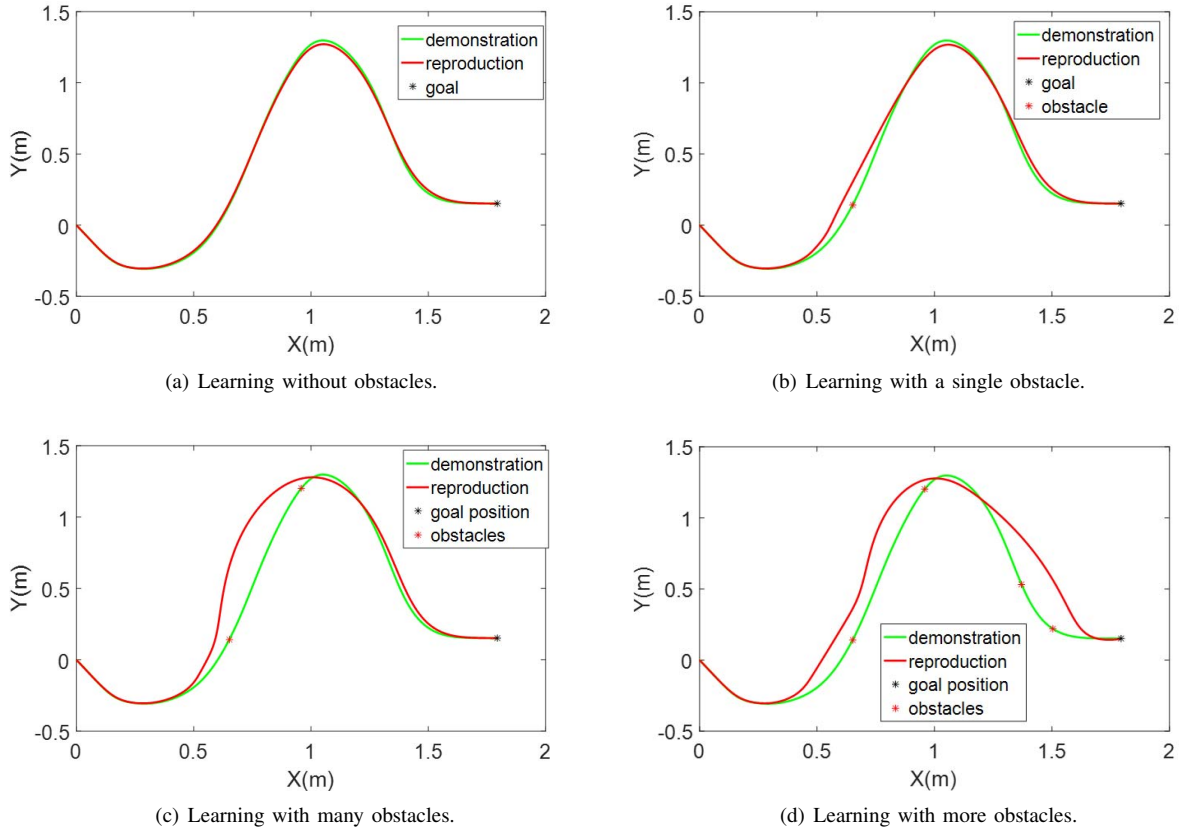 1.5
1
0.5
0
-0.5
Y(m)
0 0.5 1 1.5 2
X(m)
demonstration
reproduction
goal
(a) Learning without obstacles.
1.5
1
0.5
0
-0.5
Y(m)
0 0.5 1 1.5 2
X(m)
demonstration
reproduction
goal
obstacle
(b) Learning with a single obstacle.
1.5
1
0.5
0
-0.5
Y(m)
0 0.5 1 1.5 2
X(m)
demonstration
reproduction
goal position
obstacles
(c) Learning with many obstacles.
1.5
1
0.5
0
-0.5
Y(m)
0 0.5 1 1.5 2
X(m)
demonstration
reproduction
goal position
obstacles
(d) Learning with more obstacles.